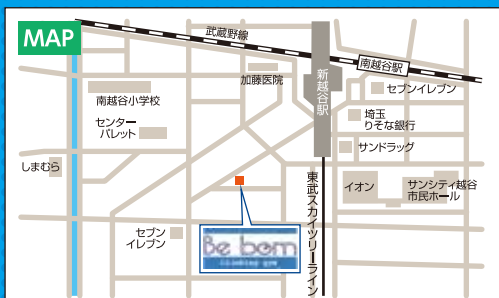 MAP
武蔵野線
南越谷駅
新越谷駅
加藤医院
セブンイレブン
南越谷小学校
埼玉
りそな銀行
センター
パレット
サンドラッグ
しまむら
イオン
サンシティ越谷
市民ホール
東武スカイツリーライン
セブン
イレブン
Be born